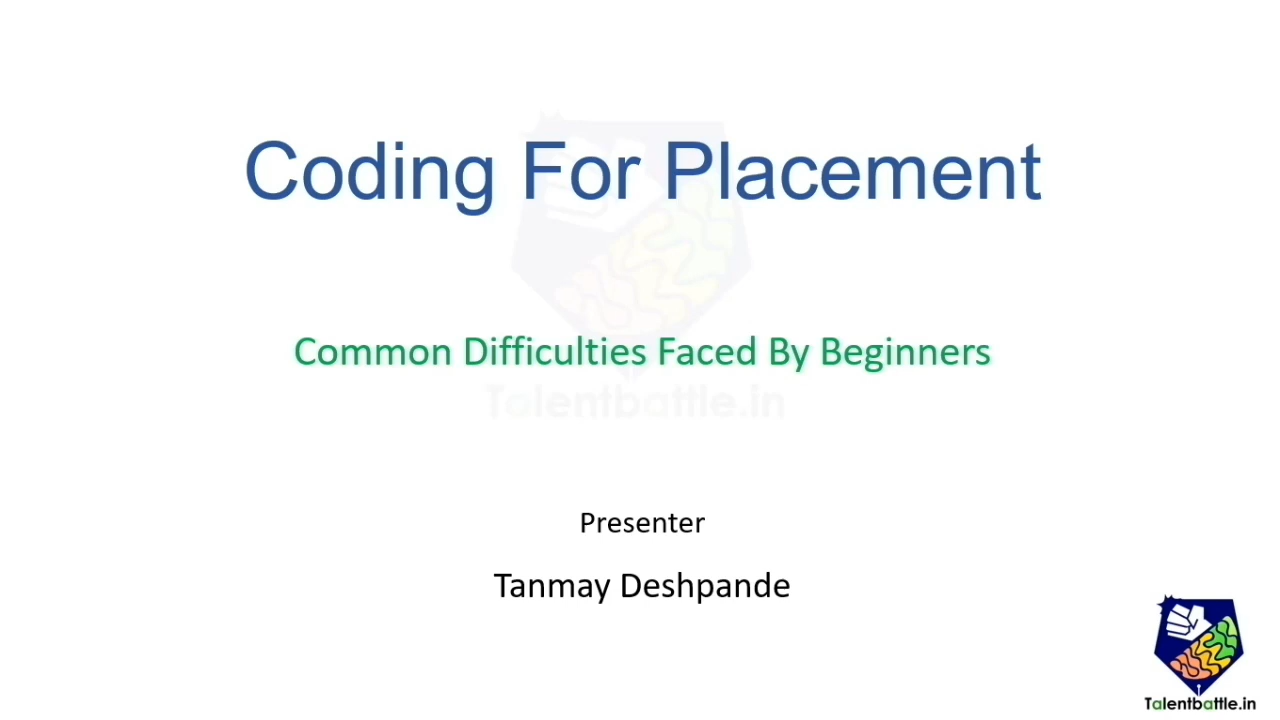 Coding For Placement
Common Difficulties Faced By Beginners
Talentbattle.in
Presenter
Tanmay Deshpande
Talentbattle.in